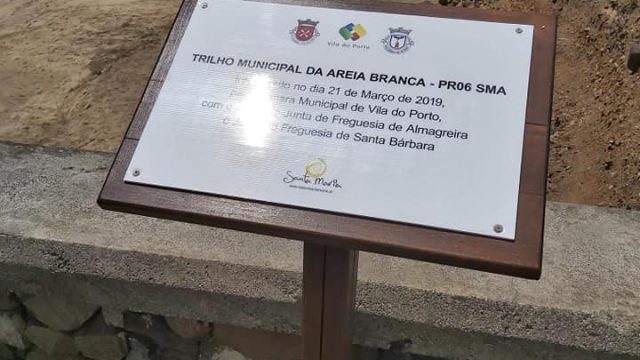 Vila do Porto
TRILHO MUNICIPAL DA AREIA BRANCA - PR06 SMA
no dia 21 de Março de 2019,
Municipal de Vila do Porto,
com Junta de Freguesia de Almagreira
Freguesia de Santa Bárbara
Santa Maria